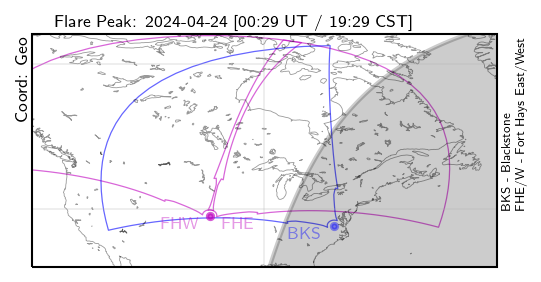 Flare Peak: 2024-04-24 [00:29 UT / 19:29 CST]
Coord: Geo
FHW
FHE
BKS
BKS - Blackstone
FHE/W - Fort Hays East/West